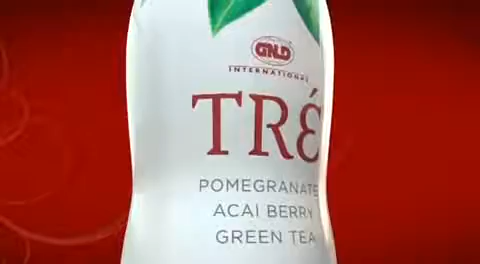 GNLD
INTERNATIONAL
TRÉ
POMEGRANATE
ACAI BERRY
GREEN TEA